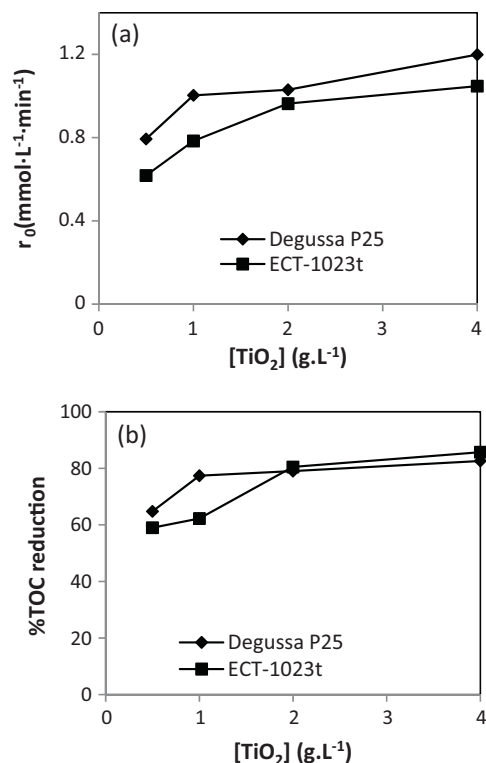 (a)
r₀(mmol·L⁻¹·min⁻¹)
1.2
0.8
0.4
0
Degussa P25
ECT-1023t
0 1 2 3 4
[TiO₂] (g.L⁻¹)
(b)
%TOC reduction
100
80
60
40
20
0
Degussa P25
ECT-1023t
0 1 2 3 4
[TiO₂] (g.L⁻¹)